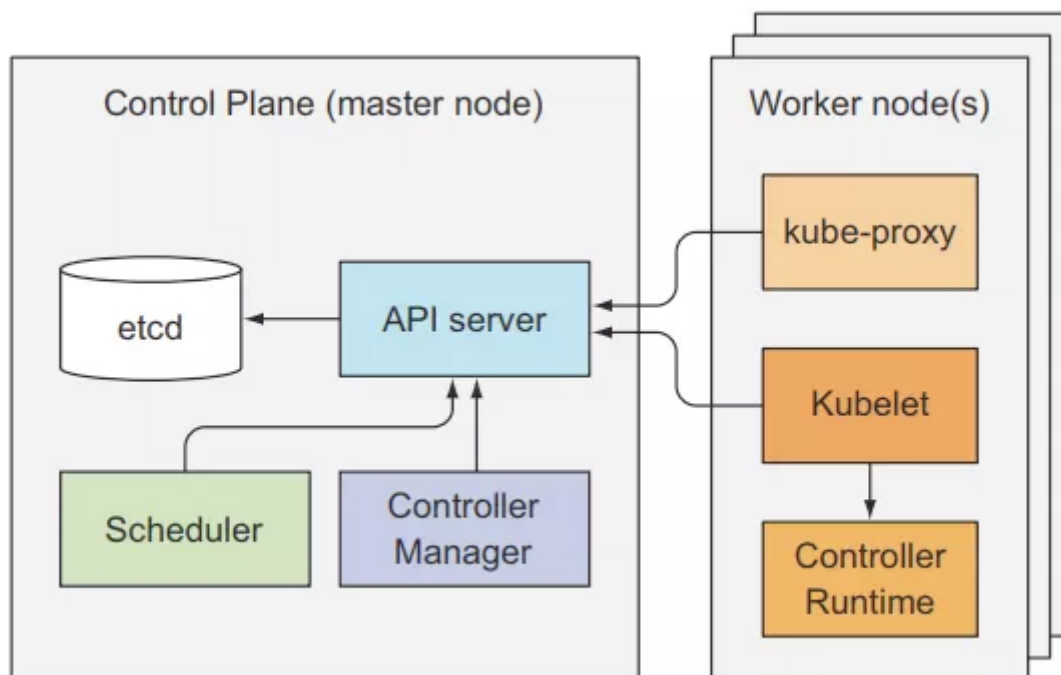 Control Plane (master node)
etcd
API server
Scheduler
Controller
Manager
Worker node(s)
kube-proxy
Kubelet
Controller
Runtime